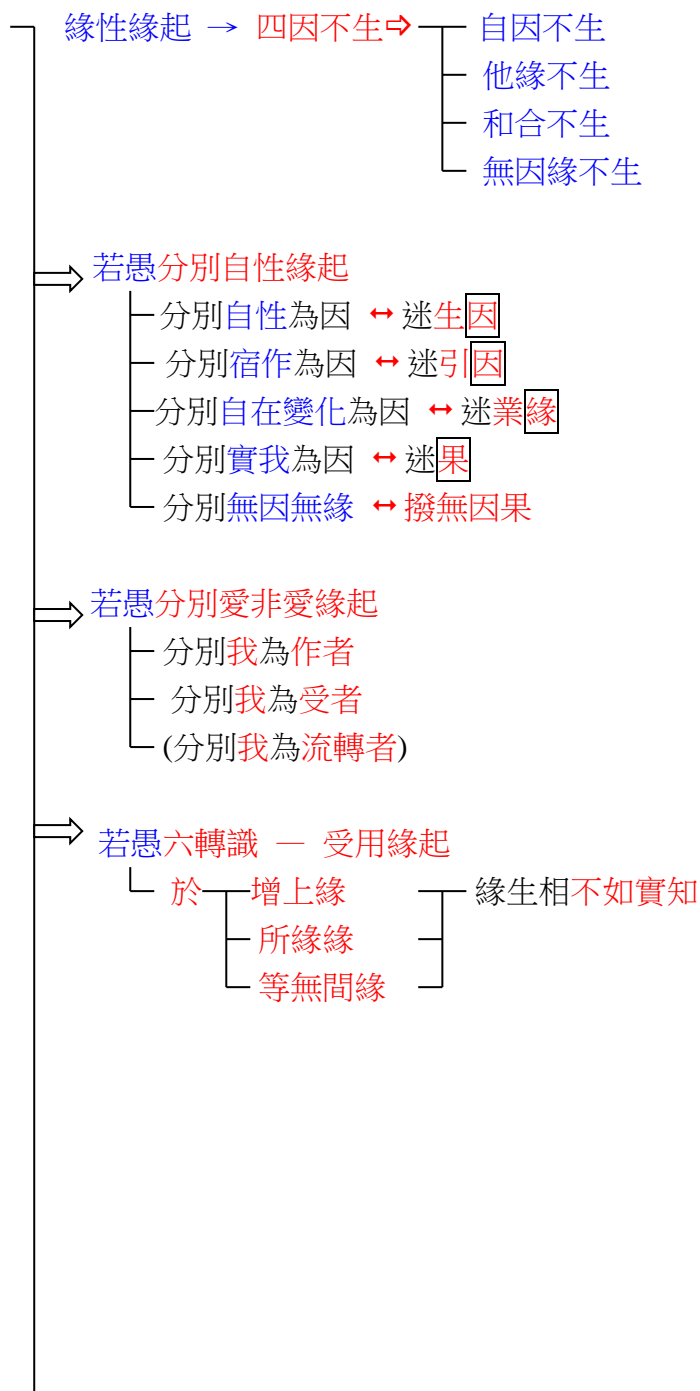 緣性緣起 → 四因不生⇨ 自因不生
他緣不生
和合不生
無因緣不生
若愚分別自性緣起
分別自性為因 ↔ 迷生因
分別宿作為因 ↔ 迷引因
分別自在變化為因 ↔ 迷業緣
分別實我為因 ↔ 迷果
分別無因無緣 ↔ 撥無因果
若愚分別愛非愛緣起
分別我為作者
分別我為受者
(分別我為流轉者)
若愚六轉識 — 受用緣起
於 增上緣 緣生相不如實知
所緣緣
等無間緣